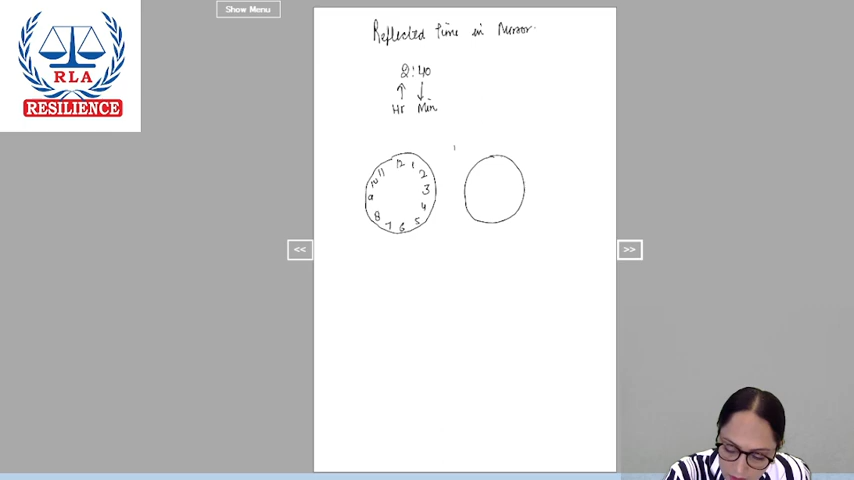 Show Menu
RLA
RESILIENCE
Reflected time in Mirror.
2:40
Hr Min
12
11 1
10 2
9 3
8 4
7 6 5
<< >>